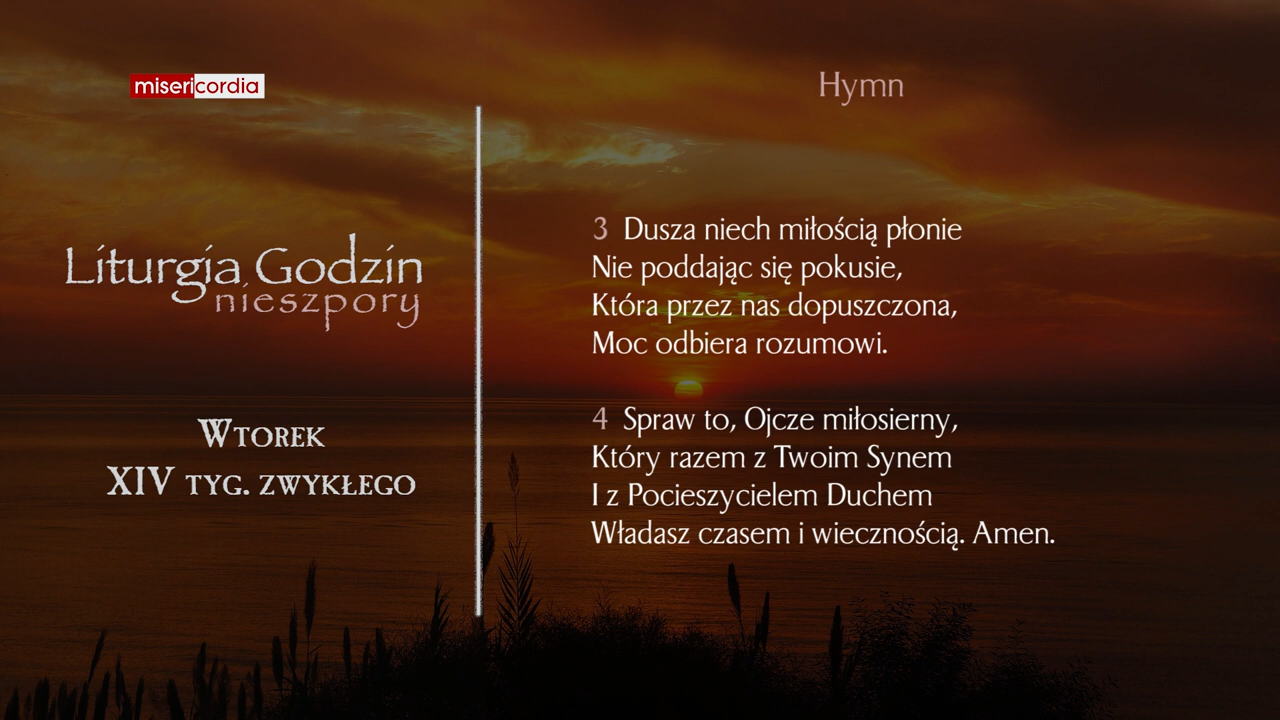 misericordia
Liturgia Godzin
nieszpory
Wtorek
XIV tyg. zwykłego
Hymn
3 Dusza niech miłością płonie
Nie poddając się pokusie,
Która przez nas dopuszczona,
Moc odbiera rozumowi.
4 Spraw to, Ojcze miłosierny,
Który razem z Twoim Synem
I z Pocieszycielem Duchem
Władasz czasem i wiecznością. Amen.